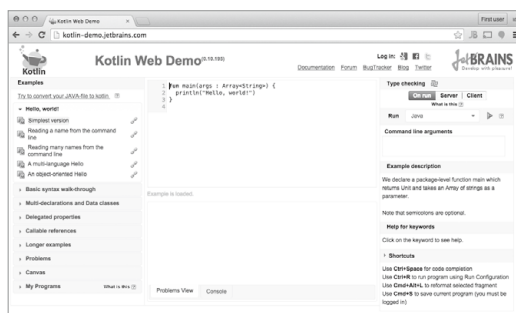 Kotlin Web Demo
First user
kotlin-demo.jetbrains.com
Kotlin
Kotlin Web Demo(0.10.195)
Log in:
Documentation Forum BugTracker Blog Twitter
JetBRAINS
Develop with pleasure!
Examples
Try to convert your JAVA-file to kotlin.
Hello, world!
Simplest version
Reading a name from the command
line
Reading many names from the
command line
A multi-language Hello
An object-oriented Hello
Basic syntax walk-through
Multi-declarations and Data classes
Delegated properties
Callable references
Longer examples
Problems
Canvas
My Programs What is this
1 fun main(args : Array<String>) {
2 println("Hello, world!")
3 }
4
Example is loaded.
Problems View Console
Type checking
On run Server Client
What is this
Run Java
Command line arguments
Example description
We declare a package-level function main which
returns Unit and takes an Array of strings as a
parameter.
Note that semicolons are optional.
Help for keywords
Click on the keyword to see help.
Shortcuts
Use Ctrl+Space for code completion
Use Ctrl+R to run program using Run Configuration
Use Cmd+Alt+L to reformat selected fragment
Use Cmd+S to save current program (you must be
logged in)